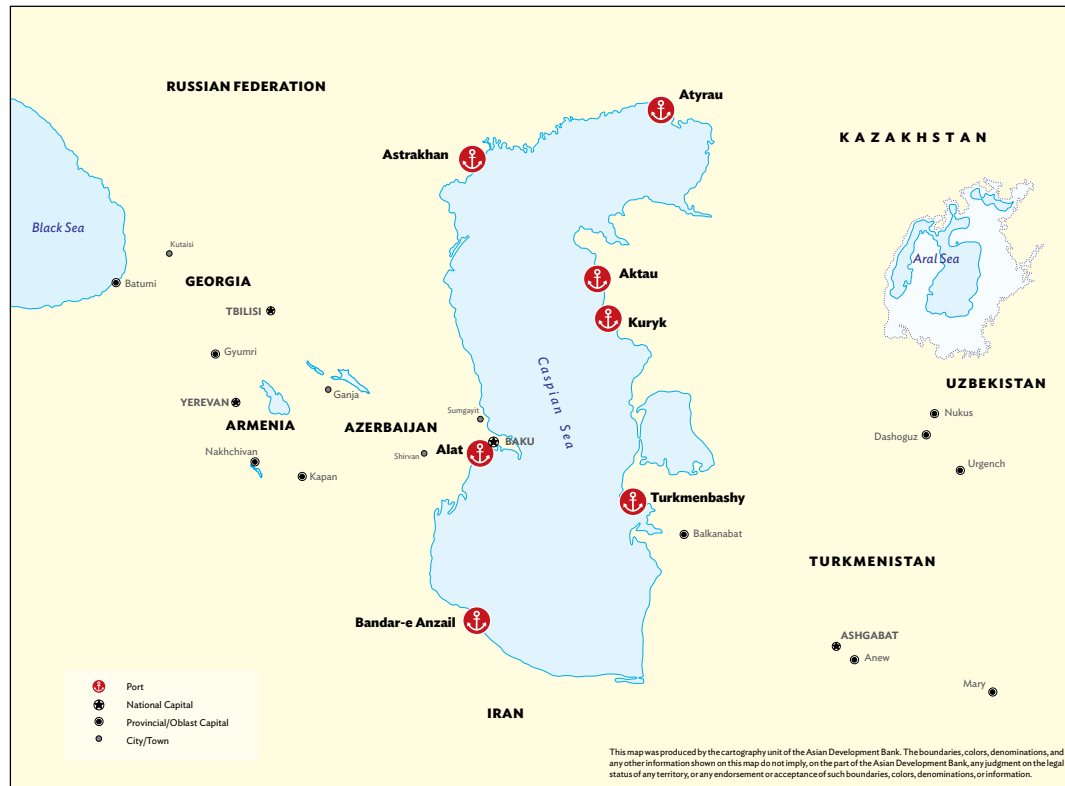 RUSSIAN FEDERATION
Atyrau
KAZAKHSTAN
Astrakhan
Black Sea
Kutaisi
Aral Sea
Aktau
GEORGIA
Batumi
TBILISI
Kuryk
Gyumri
Caspian Sea
UZBEKISTAN
Ganja
YEREVAN
Nukus
Sumgayit
ARMENIA
AZERBAIJAN
Dashoguz
BAKU
Alat
Nakhchivan
Shirvan
Urgench
Kapan
Turkmenbashy
Balkanabat
TURKMENISTAN
Bandar-e Anzail
ASHGABAT
Anew
Mary
IRAN
Port
National Capital
Provincial/Oblast Capital
City/Town
This map was produced by the cartography unit of the Asian Development Bank. The boundaries, colors, denominations, and
any other information shown on this map do not imply, on the part of the Asian Development Bank, any judgment on the legal
status of any territory, or any endorsement or acceptance of such boundaries, colors, denominations, or information.